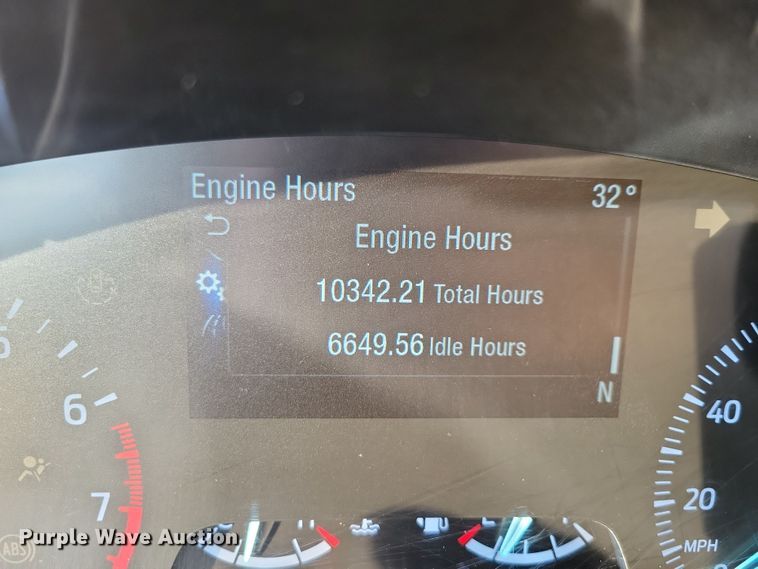 Engine Hours 32°
Engine Hours
10342.21 Total Hours
6649.56 Idle Hours
N
6
7
40
20
MPH
ABS
Purple Wave Auction.